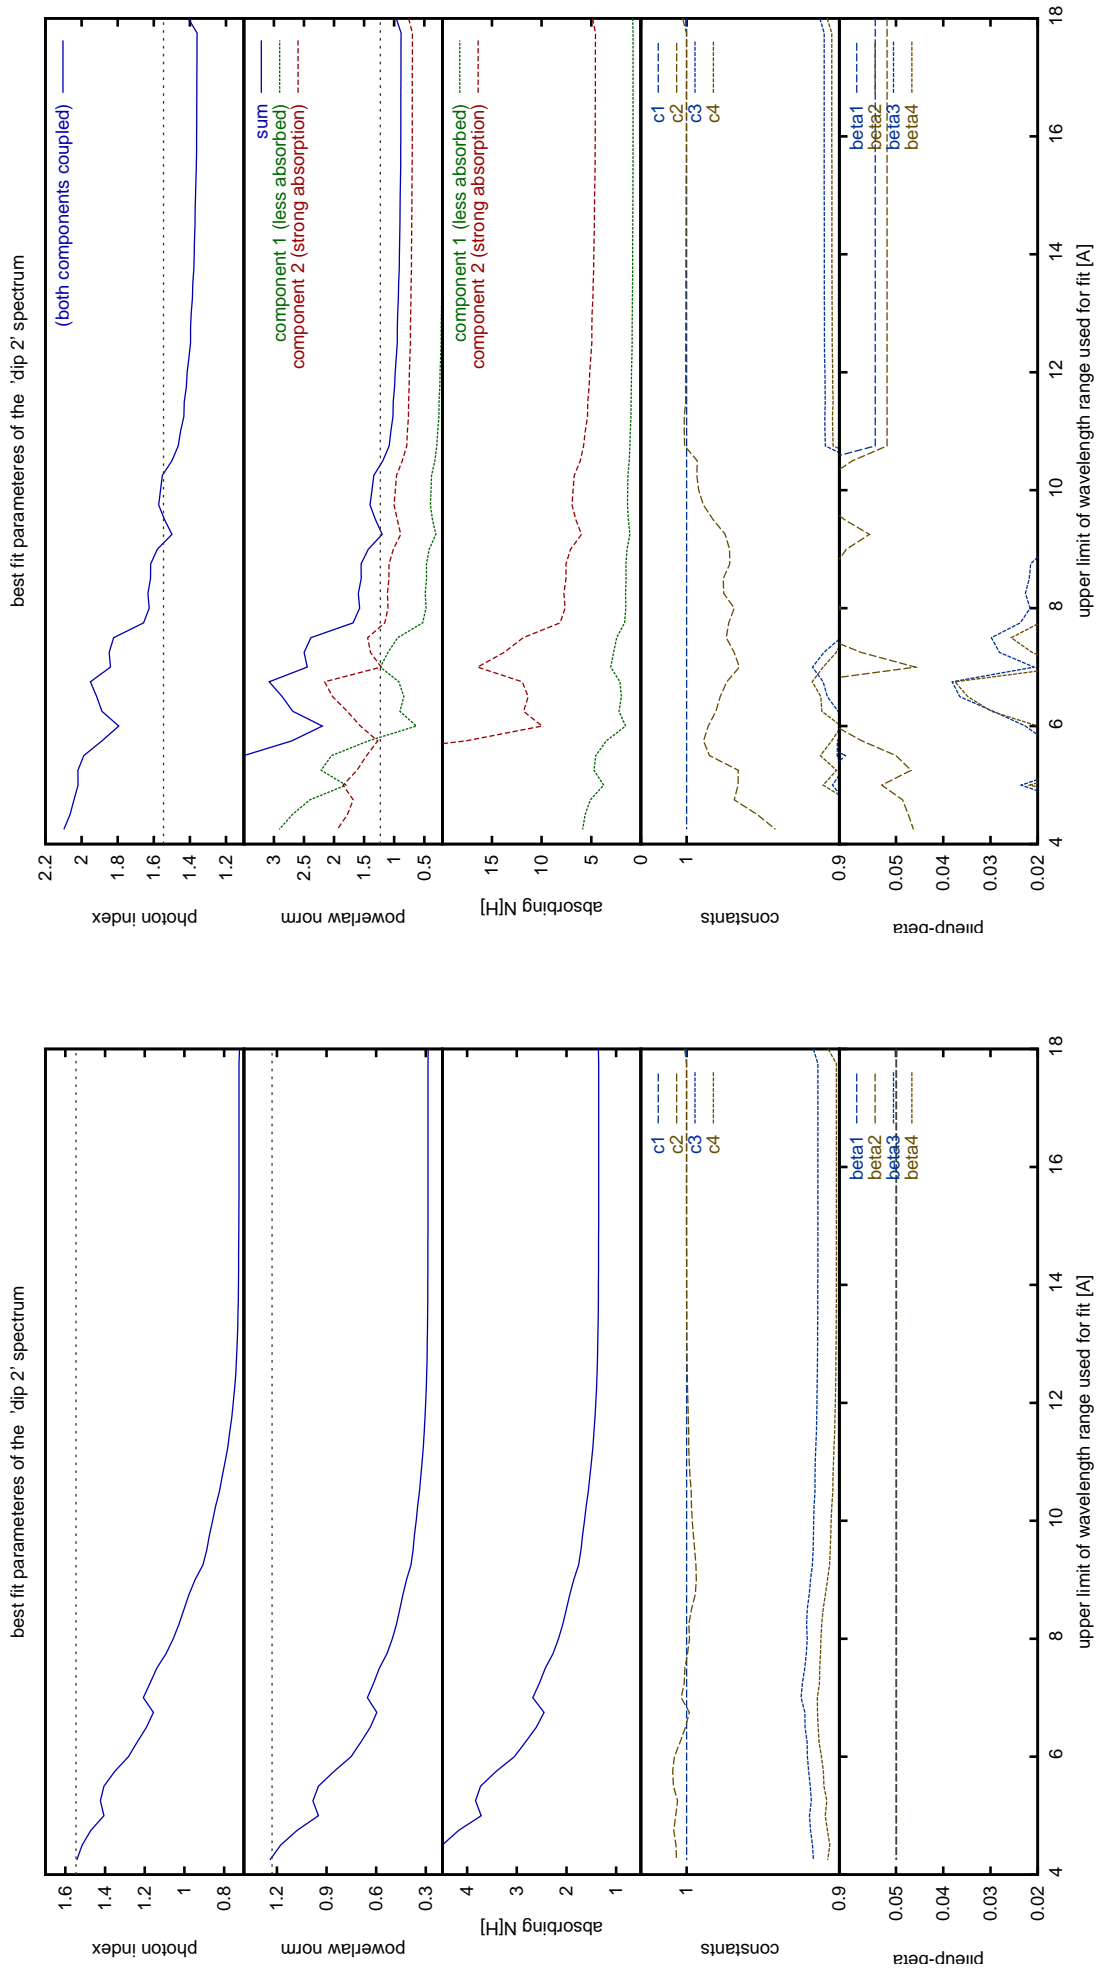 best fit parameteres of the 'dip 2' spectrum
photon index
1.6
1.4
1.2
1
0.8
powerlaw norm
1.2
0.9
0.6
0.3
absorbing N[H]
4
3
2
1
constants
1
0.9
c1
c2
c3
c4
pileup-beta
0.05
0.04
0.03
0.02
beta1
beta2
beta3
beta4
4 6 8 10 12 14 16 18
upper limit of wavelength range used for fit [A]
best fit parameteres of the 'dip 2' spectrum
photon index
2.2
2
1.8
1.6
1.4
1.2
(both components coupled)
powerlaw norm
3
2.5
2
1.5
1
0.5
sum
component 1 (less absorbed)
component 2 (strong absorption)
absorbing N[H]
15
10
5
0
component 1 (less absorbed)
component 2 (strong absorption)
constants
1
0.9
c1
c2
c3
c4
pileup-beta
0.05
0.04
0.03
0.02
beta1
beta2
beta3
beta4
4 6 8 10 12 14 16 18
upper limit of wavelength range used for fit [A]